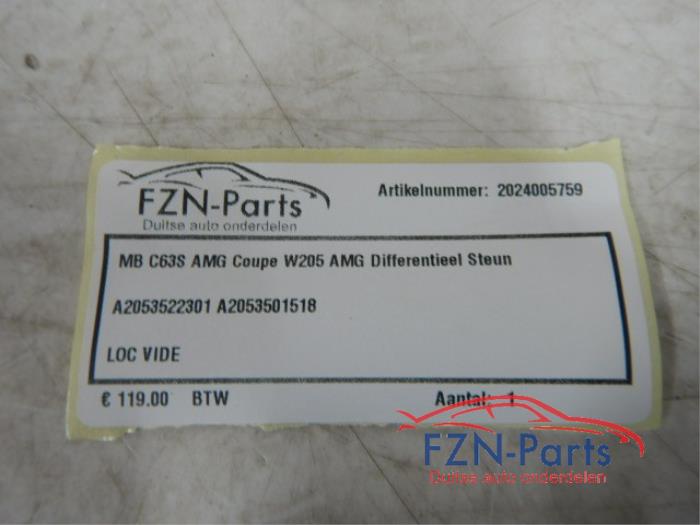 FZN-Parts
Duitse auto onderdelen
Artikelnummer: 2024005759
MB C63S AMG Coupe W205 AMG Differentieel Steun
A2053522301 A2053501518
LOC VIDE
€ 119.00 BTW
Aantal: 1
FZN-Parts
Duitse auto onderdelen